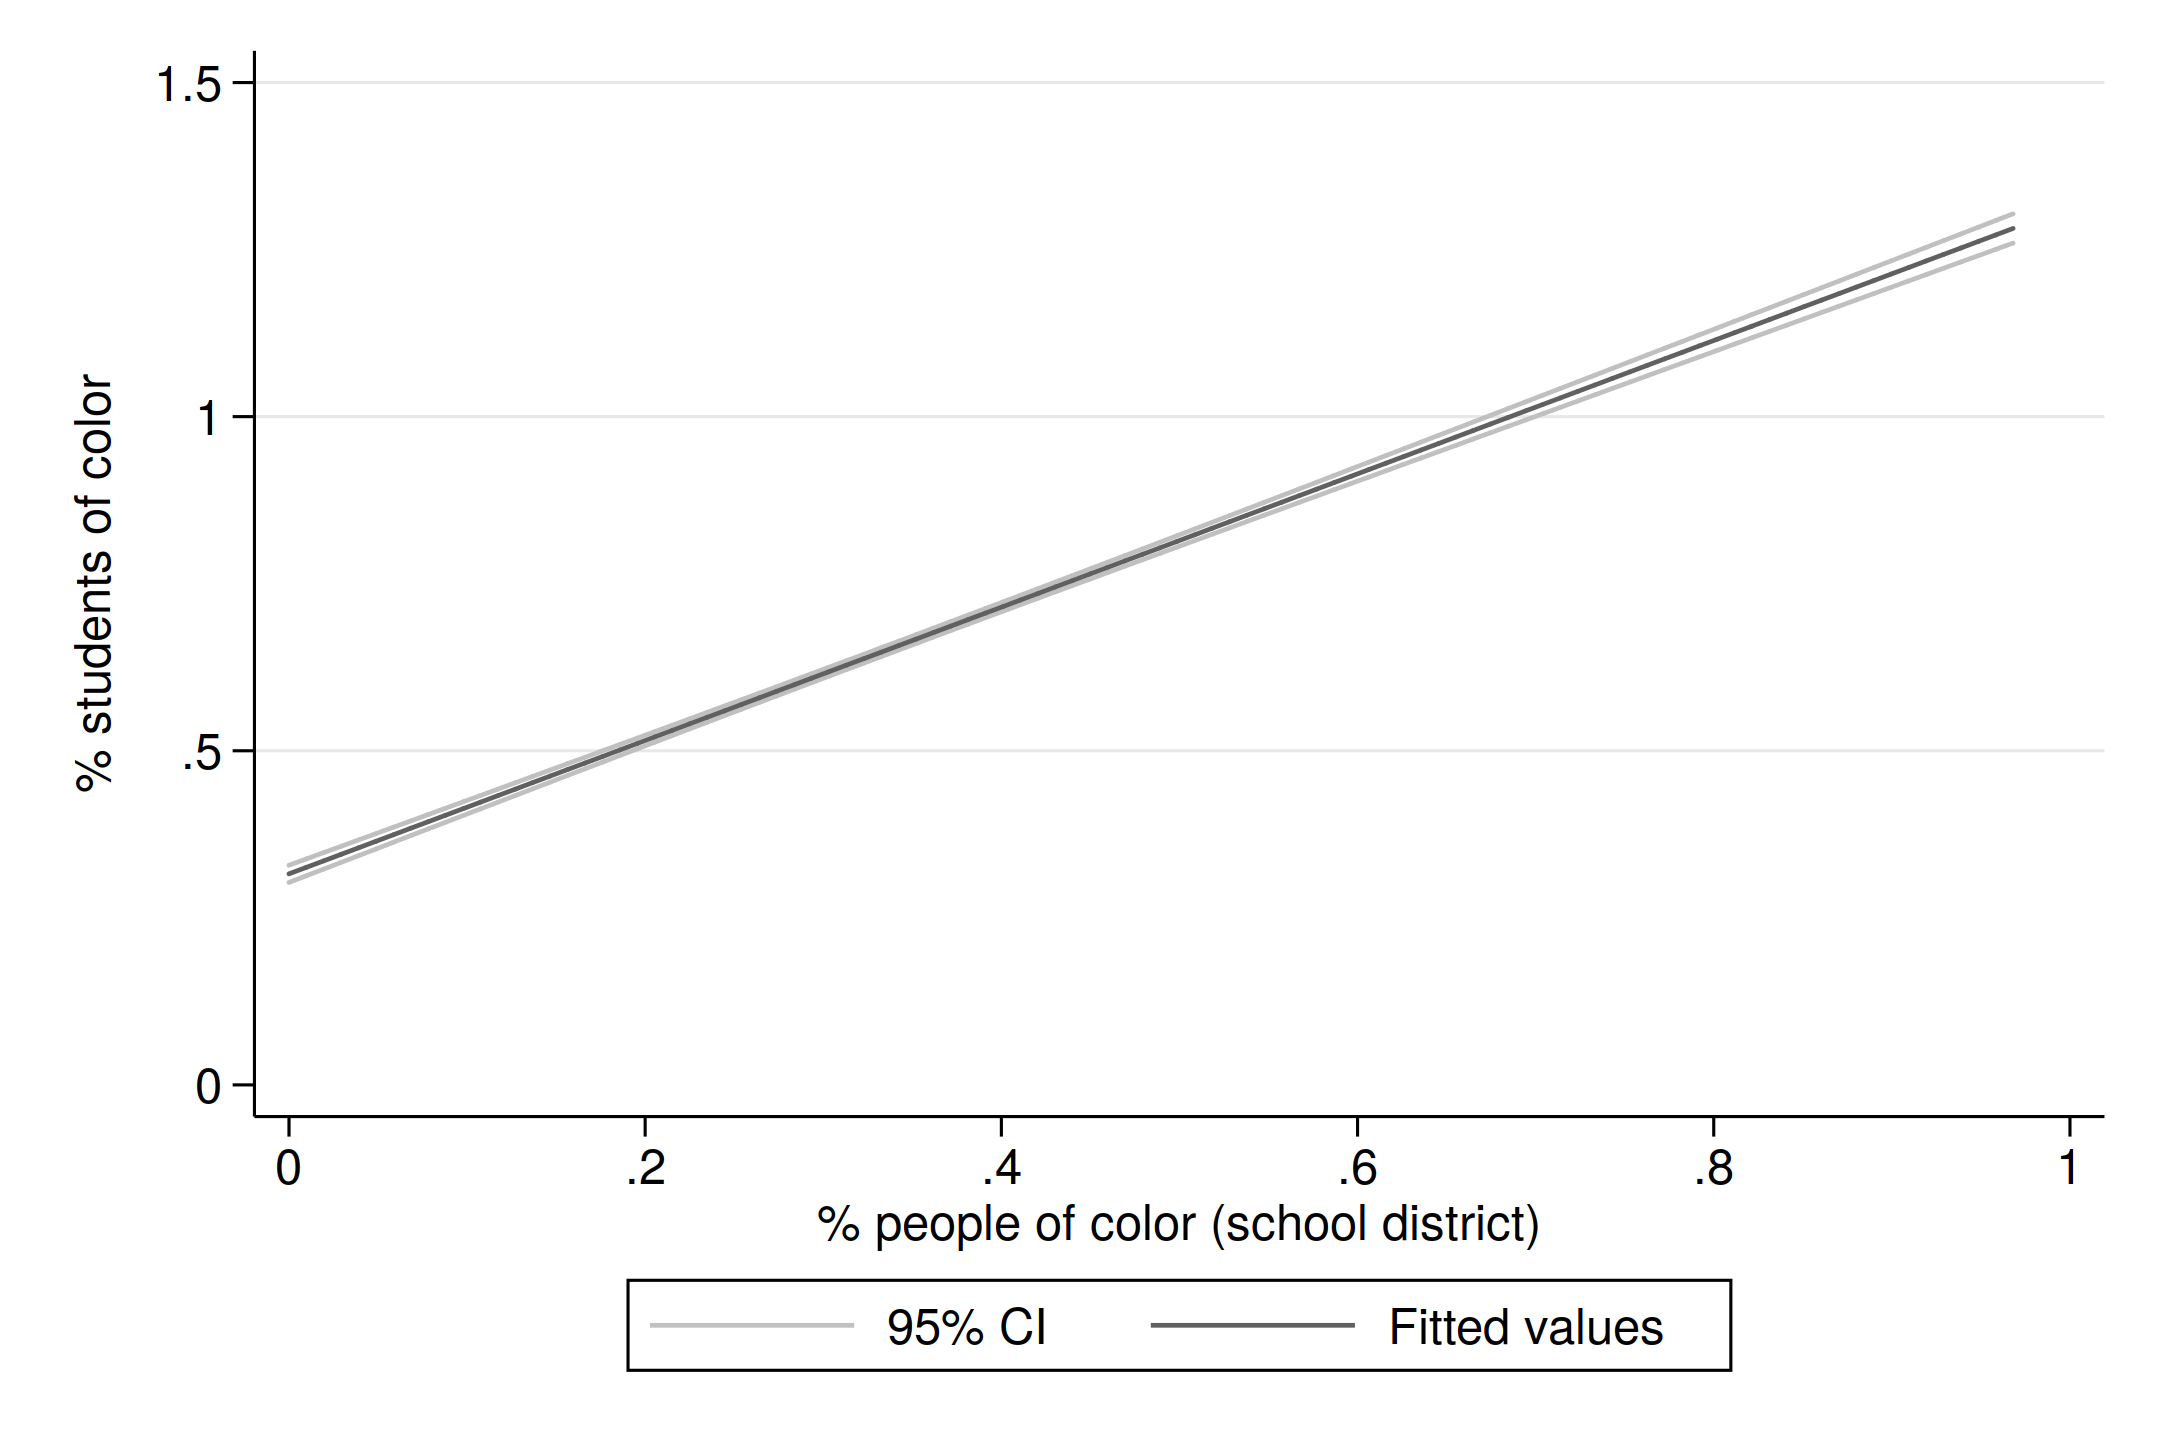 1.5
1
.5
0
% students of color
0 .2 .4 .6 .8 1
% people of color (school district)
95% CI Fitted values